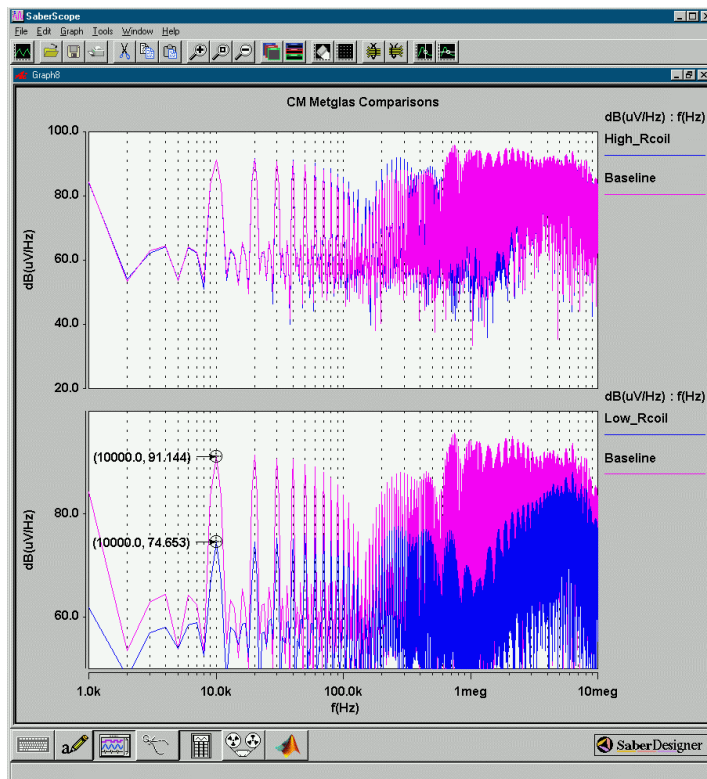 SaberScope
File Edit Graph Tools Window Help
Graph8
CM Metglas Comparisons
dB(uV/Hz) : f(Hz)
High_Rcoil
Baseline
100.0
80.0
60.0
40.0
20.0
dB(uV/Hz)
dB(uV/Hz) : f(Hz)
Low_Rcoil
Baseline
(10000.0, 91.144)
80.0
(10000.0, 74.653)
60.0
dB(uV/Hz)
1.0k 10.0k 100.0k 1meg 10meg
f(Hz)
a
SaberDesigner